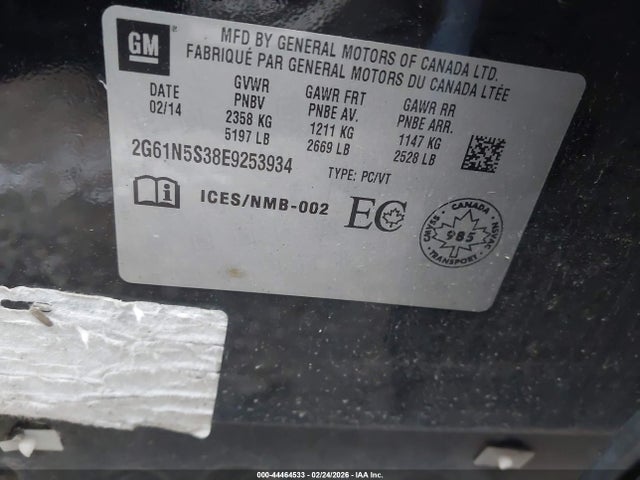 GM
MFD BY GENERAL MOTORS OF CANADA LTD.
FABRIQUÉ PAR GENERAL MOTORS DU CANADA LTÉE
DATE GVWR GAWR FRT GAWR RR
02/14 PNBV PNBE AV. PNBE ARR.
2358 KG 1211 KG 1147 KG
5197 LB 2669 LB 2528 LB
2G61N5S38E9253934 TYPE: PC/VT
ICES/NMB-002 EC
CANADA
CMVSS 985 NSVAC
TRANSPORT
000-44464533 - 02/24/2026 - IAA Inc.